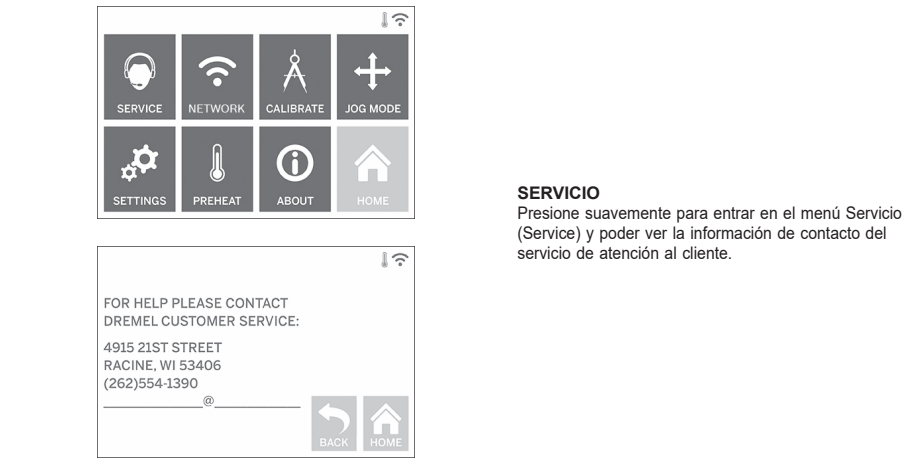 SERVICE
NETWORK
CALIBRATE
JOG MODE
SETTINGS
PREHEAT
ABOUT
HOME
FOR HELP PLEASE CONTACT
DREMEL CUSTOMER SERVICE:
4915 21ST STREET
RACINE, WI 53406
(262)554-1390
@
BACK
HOME
SERVICIO
Presione suavemente para entrar en el menú Servicio
(Service) y poder ver la información de contacto del
servicio de atención al cliente.